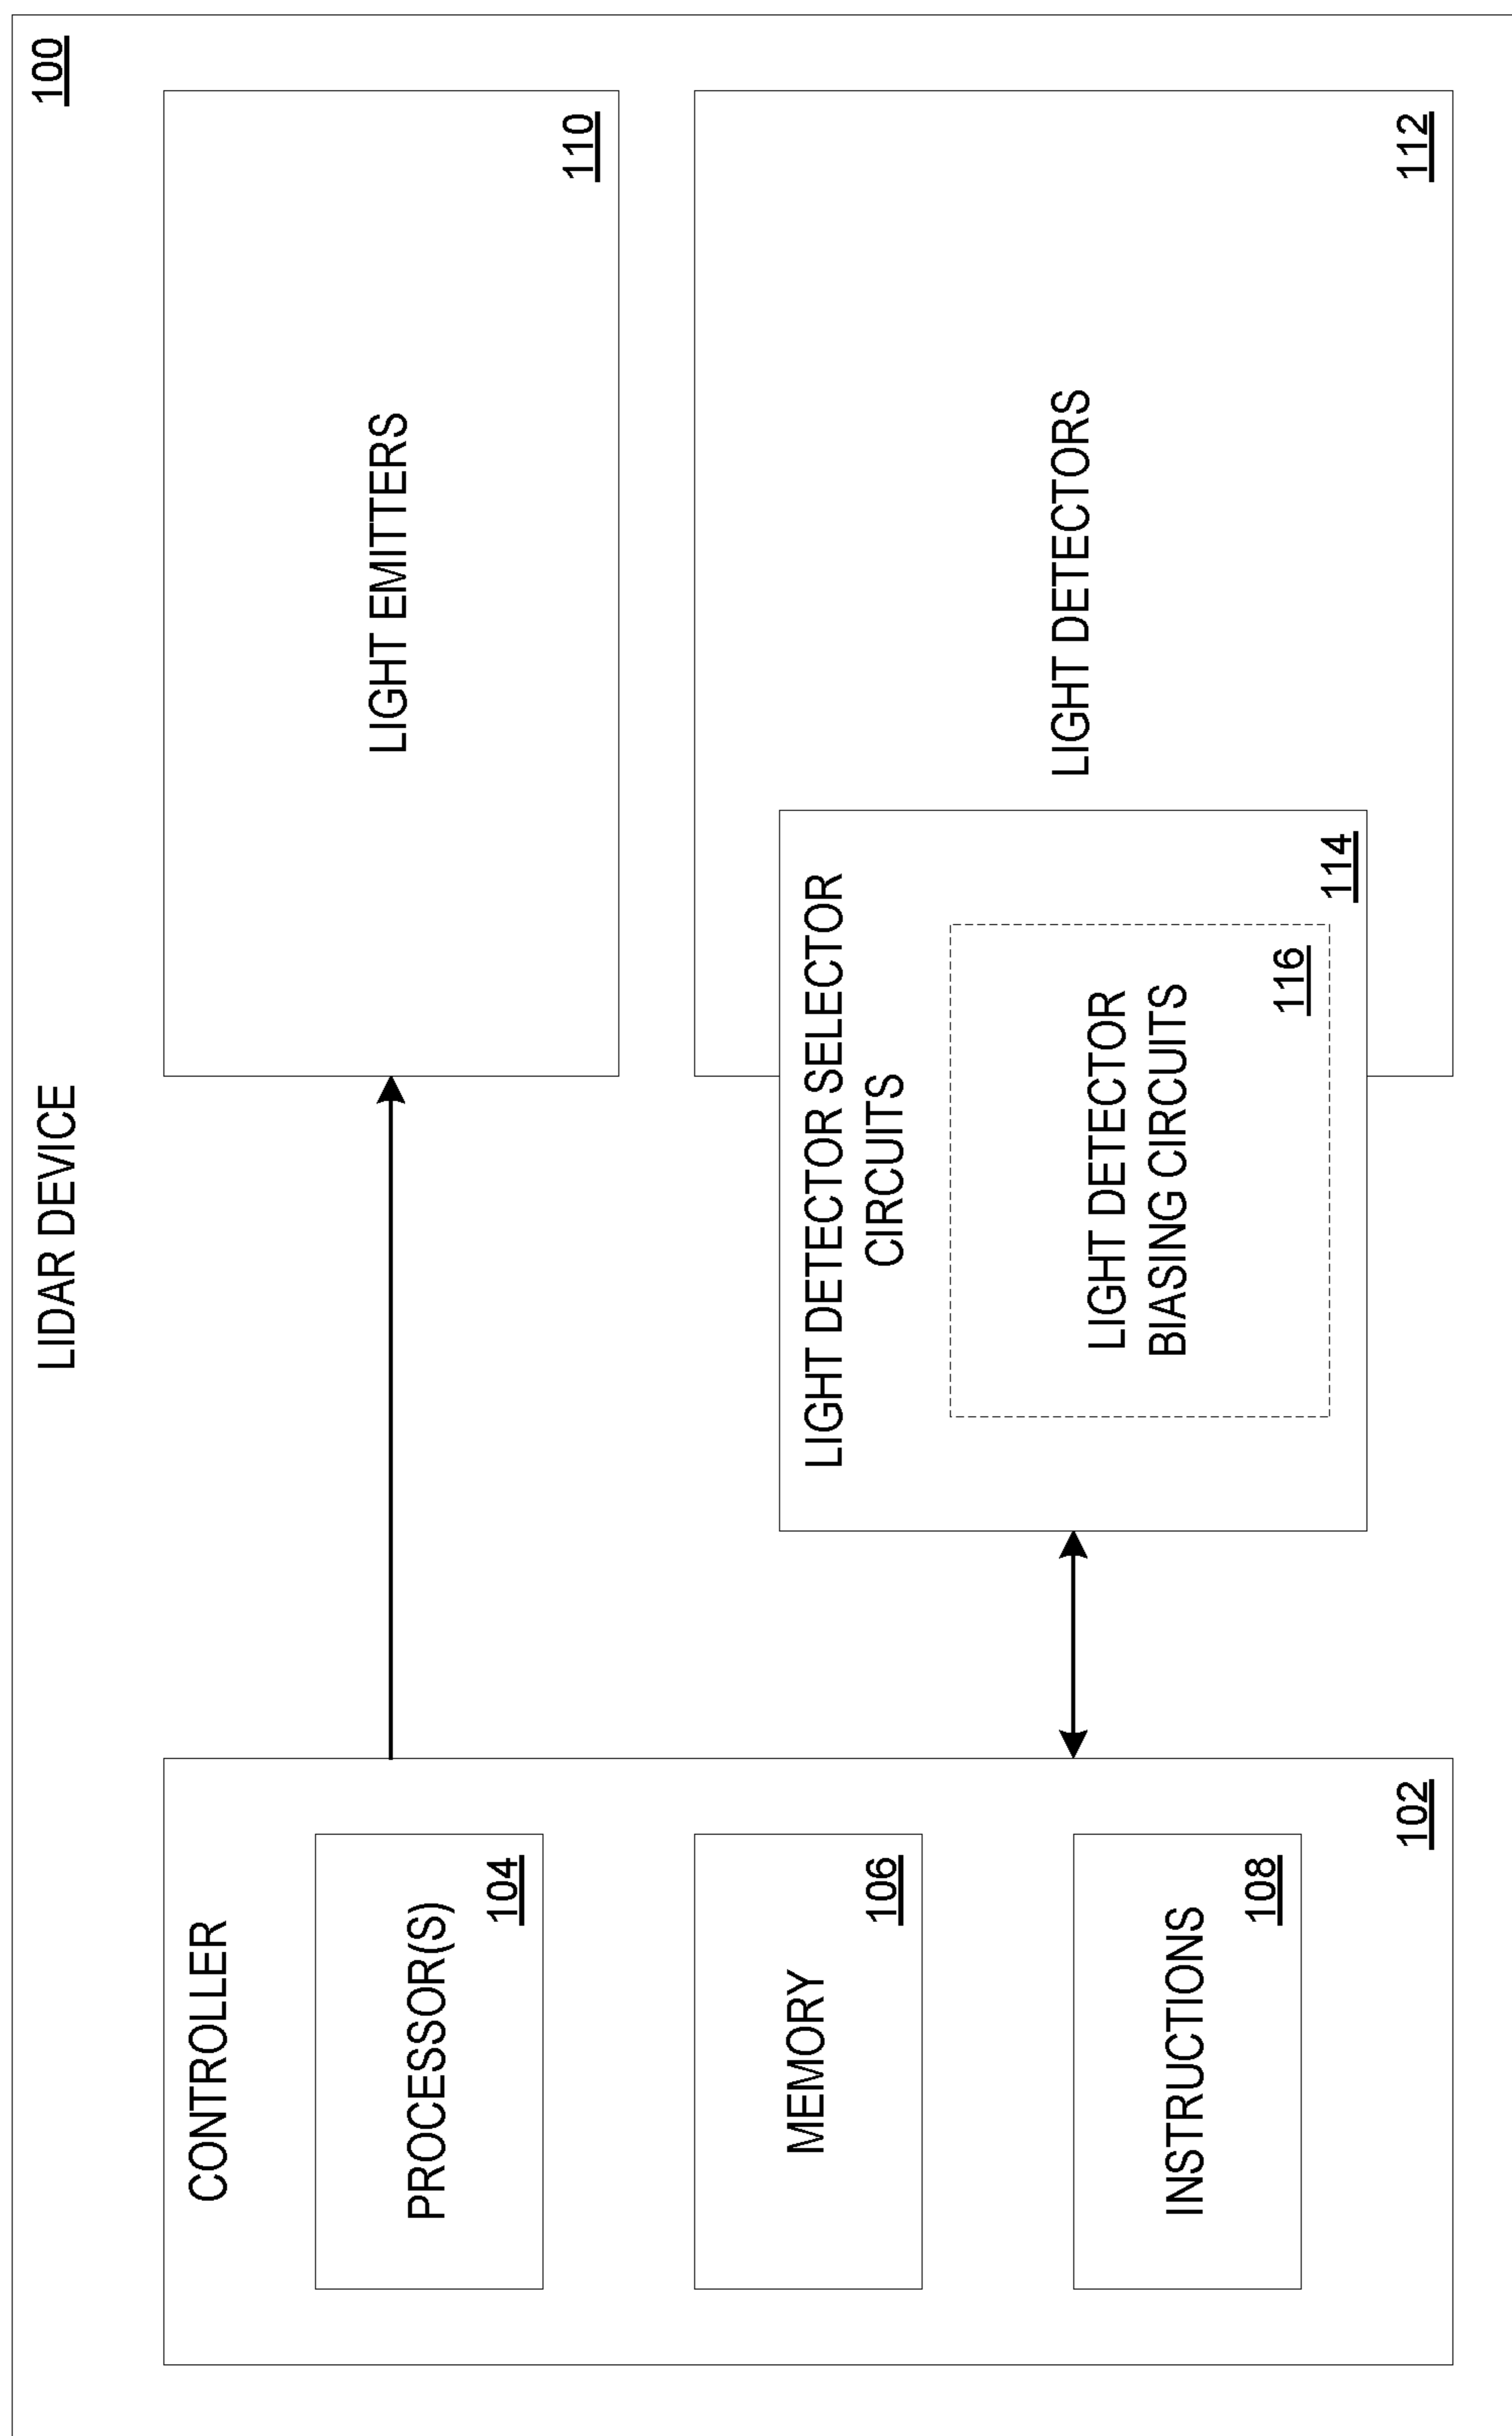 LIDAR DEVICE
100
CONTROLLER
PROCESSOR(S)
104
MEMORY
106
INSTRUCTIONS
108
102
LIGHT EMITTERS
110
LIGHT DETECTOR SELECTOR
CIRCUITS
LIGHT DETECTOR
BIASING CIRCUITS
116
114
LIGHT DETECTORS
112